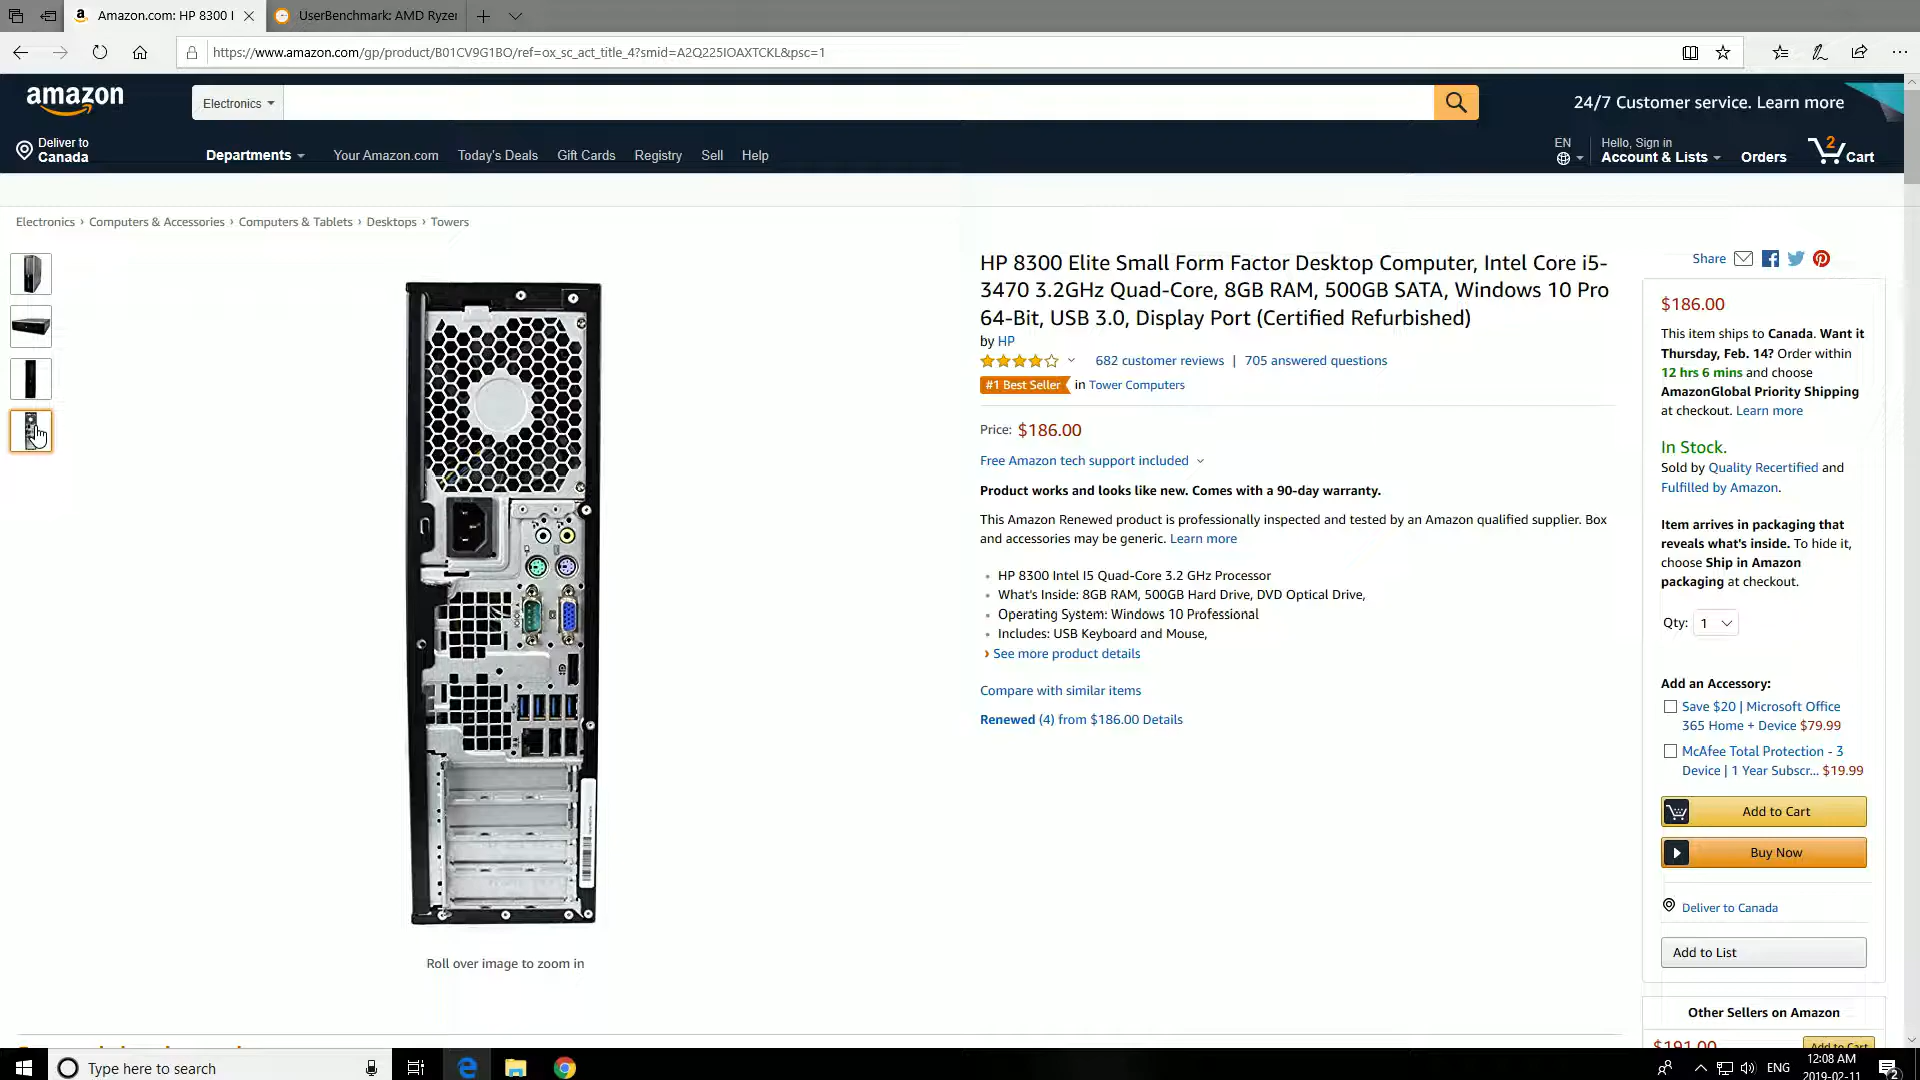 Amazon.com: HP 8300 I
UserBenchmark: AMD Ryzer
https://www.amazon.com/gp/product/B01CV9G1BO/ref=ox_sc_act_title_4?smid=A2Q225IOAXTCKL&psc=1
amazon
Electronics
24/7 Customer service. Learn more
Deliver to
Canada
Departments
Your Amazon.com
Today's Deals
Gift Cards
Registry
Sell
Help
EN
Hello, Sign in
Account & Lists
Orders
2
Cart
Electronics › Computers & Accessories › Computers & Tablets › Desktops › Towers
HP 8300 Elite Small Form Factor Desktop Computer, Intel Core i5-
3470 3.2GHz Quad-Core, 8GB RAM, 500GB SATA, Windows 10 Pro
64-Bit, USB 3.0, Display Port (Certified Refurbished)
by HP
682 customer reviews | 705 answered questions
#1 Best Seller in Tower Computers
Price: $186.00
Free Amazon tech support included
Product works and looks like new. Comes with a 90-day warranty.
This Amazon Renewed product is professionally inspected and tested by an Amazon qualified supplier. Box
and accessories may be generic. Learn more
HP 8300 Intel I5 Quad-Core 3.2 GHz Processor
What's Inside: 8GB RAM, 500GB Hard Drive, DVD Optical Drive,
Operating System: Windows 10 Professional
Includes: USB Keyboard and Mouse,
› See more product details
Compare with similar items
Renewed (4) from $186.00 Details
Roll over image to zoom in
Share
$186.00
This item ships to Canada. Want it
Thursday, Feb. 14? Order within
12 hrs 6 mins and choose
AmazonGlobal Priority Shipping
at checkout. Learn more
In Stock.
Sold by Quality Recertified and
Fulfilled by Amazon.
Item arrives in packaging that
reveals what's inside. To hide it,
choose Ship in Amazon
packaging at checkout.
Qty: 1
Add an Accessory:
Save $20 | Microsoft Office
365 Home + Device $79.99
McAfee Total Protection - 3
Device | 1 Year Subscr... $19.99
Add to Cart
Buy Now
Deliver to Canada
Add to List
Other Sellers on Amazon
$191.00
Add to Cart
Type here to search
ENG
12:08 AM
2019-02-11
2